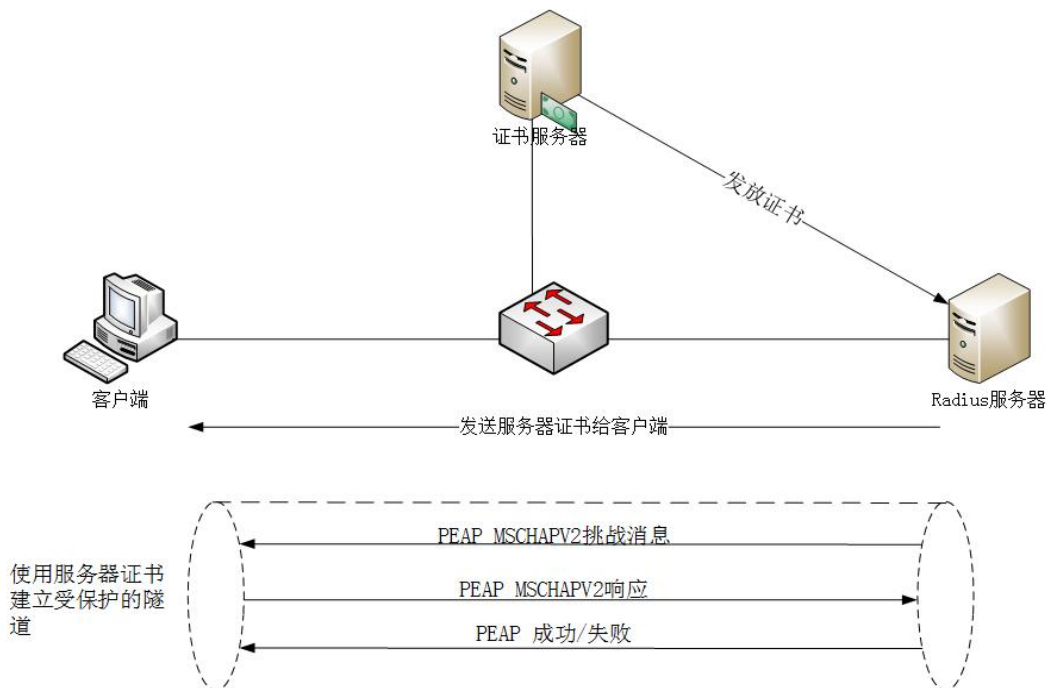 证书服务器
发放证书
客户端
Radius服务器
发送服务器证书给客户端
PEAP MSCHAPV2挑战消息
使用服务器证书
建立受保护的隧
道
PEAP MSCHAPV2响应
PEAP 成功/失败